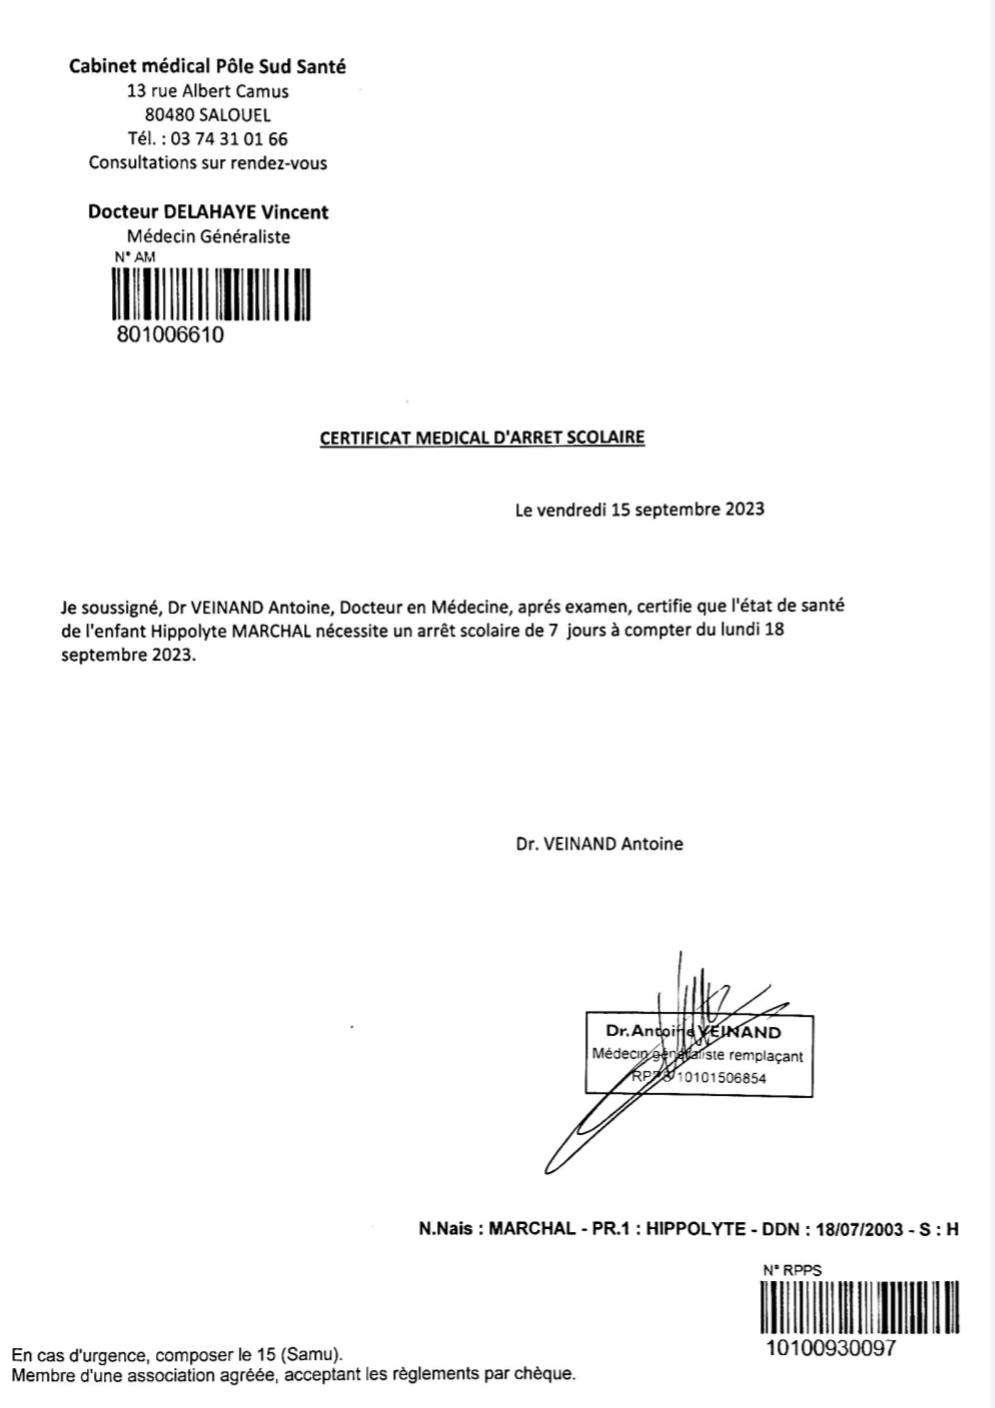 Cabinet médical Pôle Sud Santé
13 rue Albert Camus
80480 SALOUEL
Tél. : 03 74 31 01 66
Consultations sur rendez-vous
Docteur DELAHAYE Vincent
Médecin Généraliste
N° AM
801006610
CERTIFICAT MEDICAL D'ARRET SCOLAIRE
Le vendredi 15 septembre 2023
Je soussigné, Dr VEINAND Antoine, Docteur en Médecine, aprés examen, certifie que l'état de santé
de l'enfant Hippolyte MARCHAL nécessite un arrêt scolaire de 7 jours à compter du lundi 18
septembre 2023.
Dr. VEINAND Antoine
Dr.Antoine VEINAND
Médecin généraliste remplaçant
RPPS 10101506854
N.Nais : MARCHAL - PR.1 : HIPPOLYTE - DDN : 18/07/2003 - S : H
N° RPPS
10100930097
En cas d'urgence, composer le 15 (Samu).
Membre d'une association agréée, acceptant les règlements par chèque.